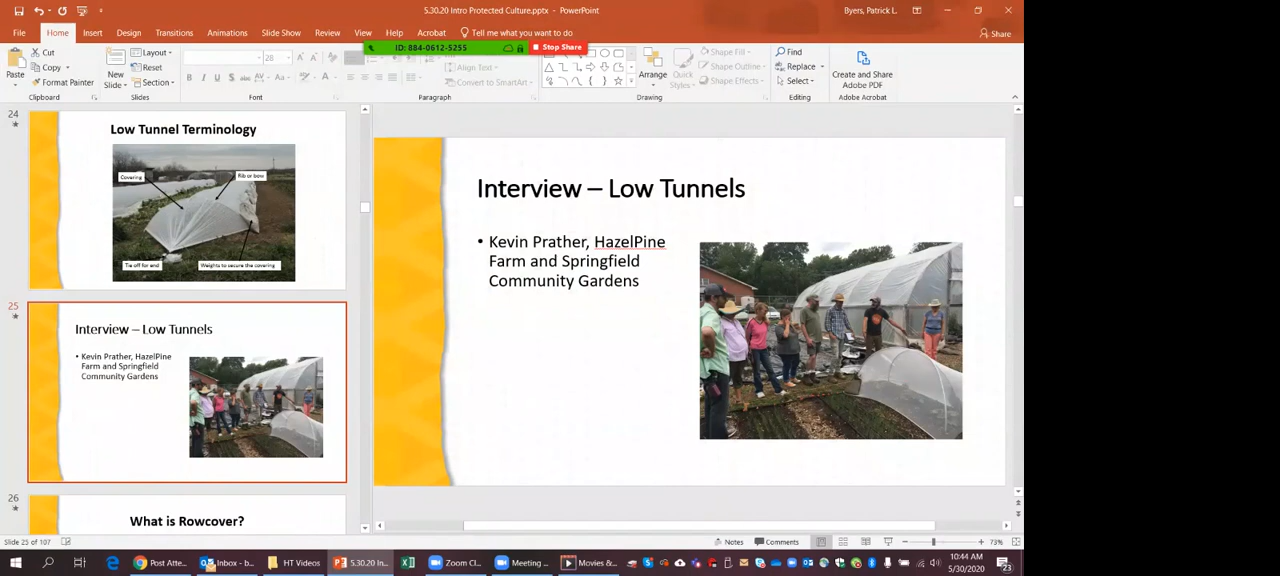 5.30.20 Intro Protected Culture.pptx - PowerPoint
Byers, Patrick L.
File Home Insert Design Transitions Animations Slide Show Review View Help Acrobat Tell me what you want to do
Share
ID: 884-0612-5255 Stop Share
Paste
Cut
Copy
Format Painter
Clipboard
New
Slide
Layout
Reset
Section
Slides
28
Font
Align Text
Convert to SmartArt
Paragraph
Arrange
Quick
Styles
Shape Fill
Shape Outline
Shape Effects
Drawing
Find
Replace
Select
Editing
Create and Share
Adobe PDF
Adobe Acrobat
24
Low Tunnel Terminology
Covering
Rib or bow
Tie off for end
Weights to secure the covering
25
Interview – Low Tunnels
• Kevin Prather, HazelPine
Farm and Springfield
Community Gardens
26
What is Rowcover?
Interview – Low Tunnels
• Kevin Prather, HazelPine
Farm and Springfield
Community Gardens
Slide 25 of 107
Notes
Comments
73%
Post Atte...
Inbox - b...
HT Videos
5.30.20 In...
Zoom Cl...
Meeting ...
Movies &...
10:44 AM
5/30/2020
23